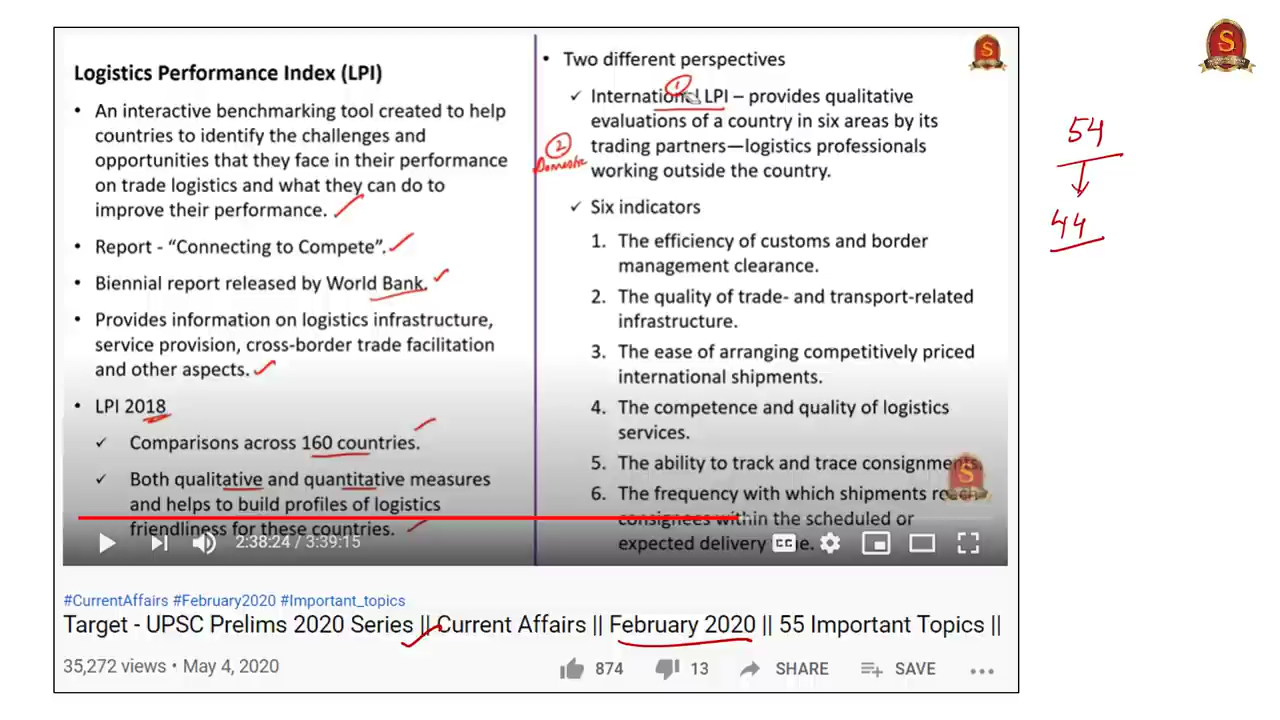 Logistics Performance Index (LPI)
• An interactive benchmarking tool created to help
countries to identify the challenges and
opportunities that they face in their performance
on trade logistics and what they can do to
improve their performance.
• Report - “Connecting to Compete”.
• Biennial report released by World Bank.
• Provides information on logistics infrastructure,
service provision, cross-border trade facilitation
and other aspects.
• LPI 2018
✓ Comparisons across 160 countries.
✓ Both qualitative and quantitative measures
and helps to build profiles of logistics
friendliness for these countries.
• Two different perspectives
1
✓ International LPI – provides qualitative
evaluations of a country in six areas by its
trading partners—logistics professionals
working outside the country.
2
Domestic
✓ Six indicators
1. The efficiency of customs and border
management clearance.
2. The quality of trade- and transport-related
infrastructure.
3. The ease of arranging competitively priced
international shipments.
4. The competence and quality of logistics
services.
5. The ability to track and trace consignments.
6. The frequency with which shipments reach
consignees within the scheduled or
expected delivery time.
S
S
2:38:24 / 3:39:15
CC
#CurrentAffairs #February2020 #Important_topics
Target - UPSC Prelims 2020 Series || Current Affairs || February 2020 || 55 Important Topics ||
35,272 views • May 4, 2020
874
13
SHARE
SAVE
S
54
44